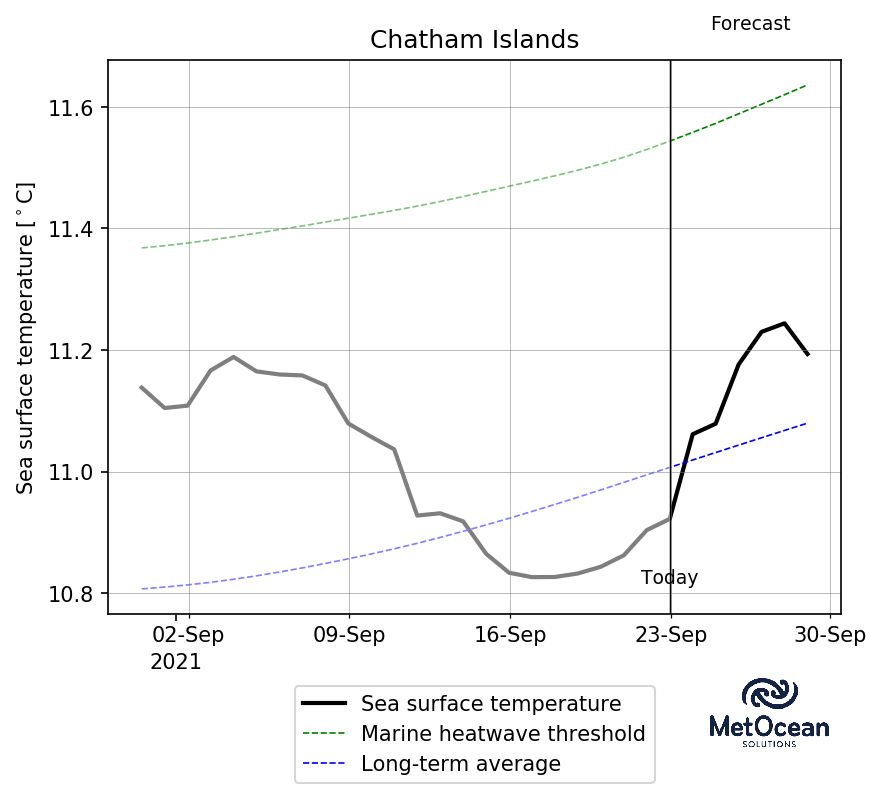 Forecast
Chatham Islands
Sea surface temperature [°C]
11.6
11.4
11.2
11.0
10.8
Today
02-Sep 09-Sep 16-Sep 23-Sep 30-Sep
2021
Sea surface temperature
Marine heatwave threshold
Long-term average
MetOcean
SOLUTIONS